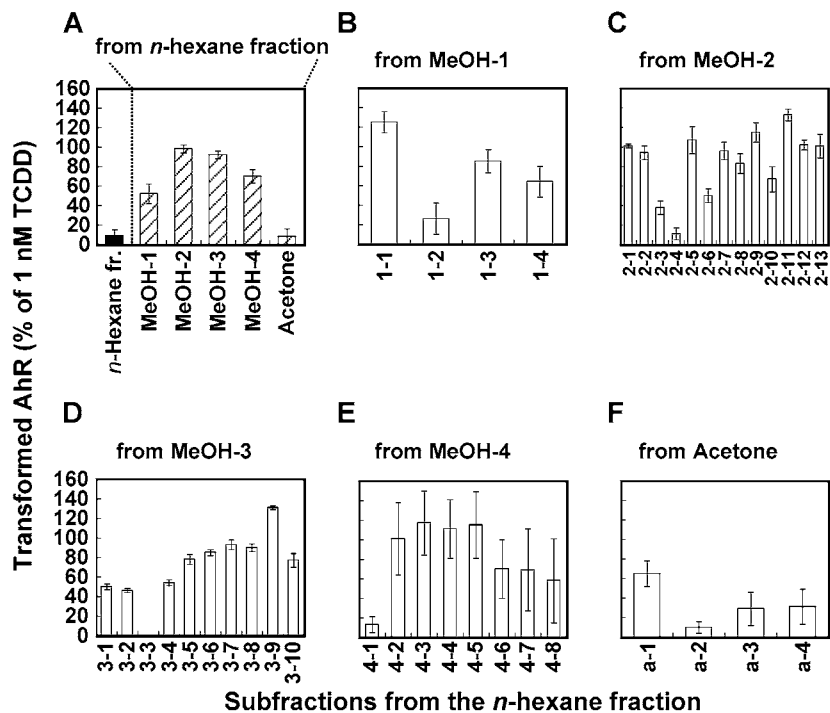 A
from n-hexane fraction
160
140
120
100
80
60
40
20
0
n-Hexane fr.
MeOH-1
MeOH-2
MeOH-3
MeOH-4
Acetone
B
from MeOH-1
1-1
1-2
1-3
1-4
C
from MeOH-2
2-1
2-2
2-3
2-4
2-5
2-6
2-7
2-8
2-9
2-10
2-11
2-12
2-13
Transformed AhR (% of 1 nM TCDD)
D
from MeOH-3
160
140
120
100
80
60
40
20
0
3-1
3-2
3-3
3-4
3-5
3-6
3-7
3-8
3-9
3-10
E
from MeOH-4
4-1
4-2
4-3
4-4
4-5
4-6
4-7
4-8
F
from Acetone
a-1
a-2
a-3
a-4
Subfractions from the n-hexane fraction